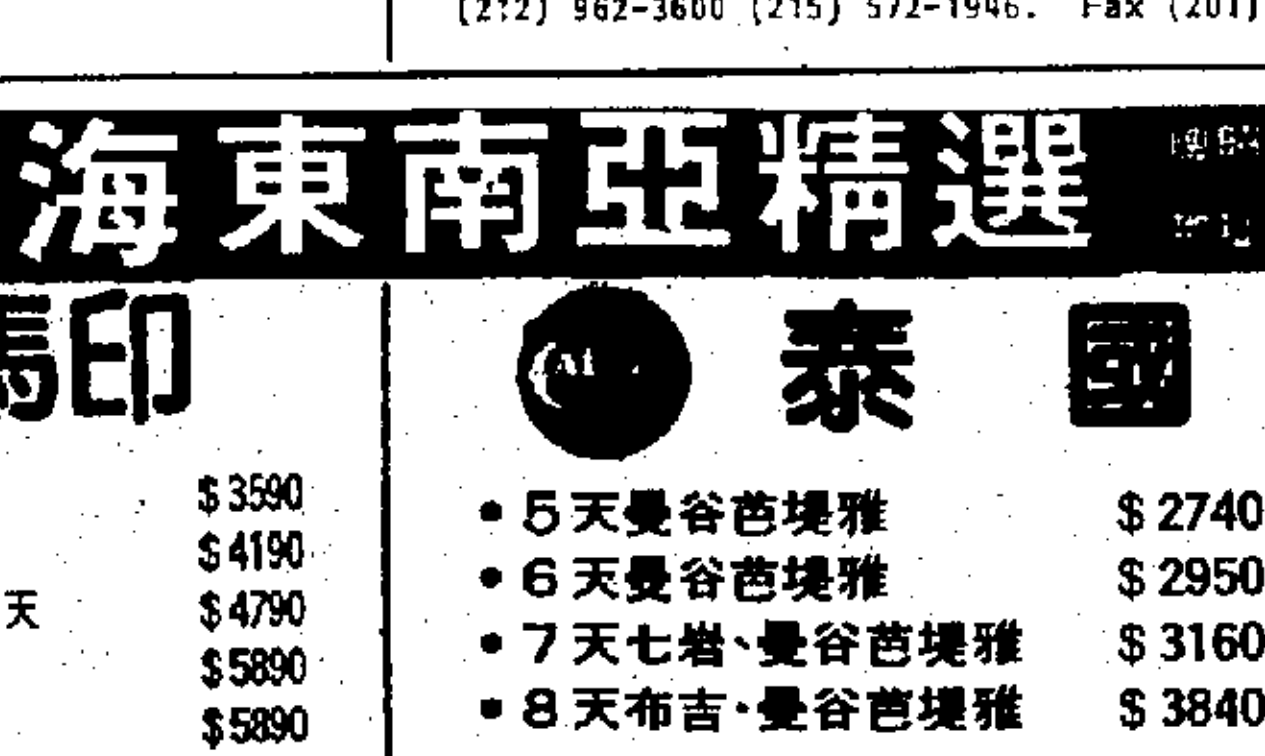 (212) 962-3600 (215) 572-1946. Fax (201)
海東南亞精選
馬印
$3590
$4190
天
$4790
$5890
$5890
泰國
• 5天曼谷芭堤雅 $2740
• 6天曼谷芭堤雅 $2950
• 7天七岩、曼谷芭堤雅 $3160
• 8天布吉·曼谷芭堤雅 $3840